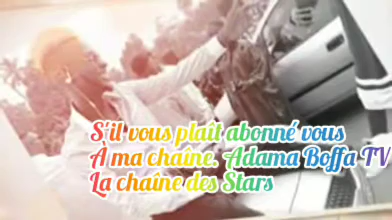 S'il vous plaît abonné vous
À ma chaîne. Adama Boffa TV
La chaîne des Stars